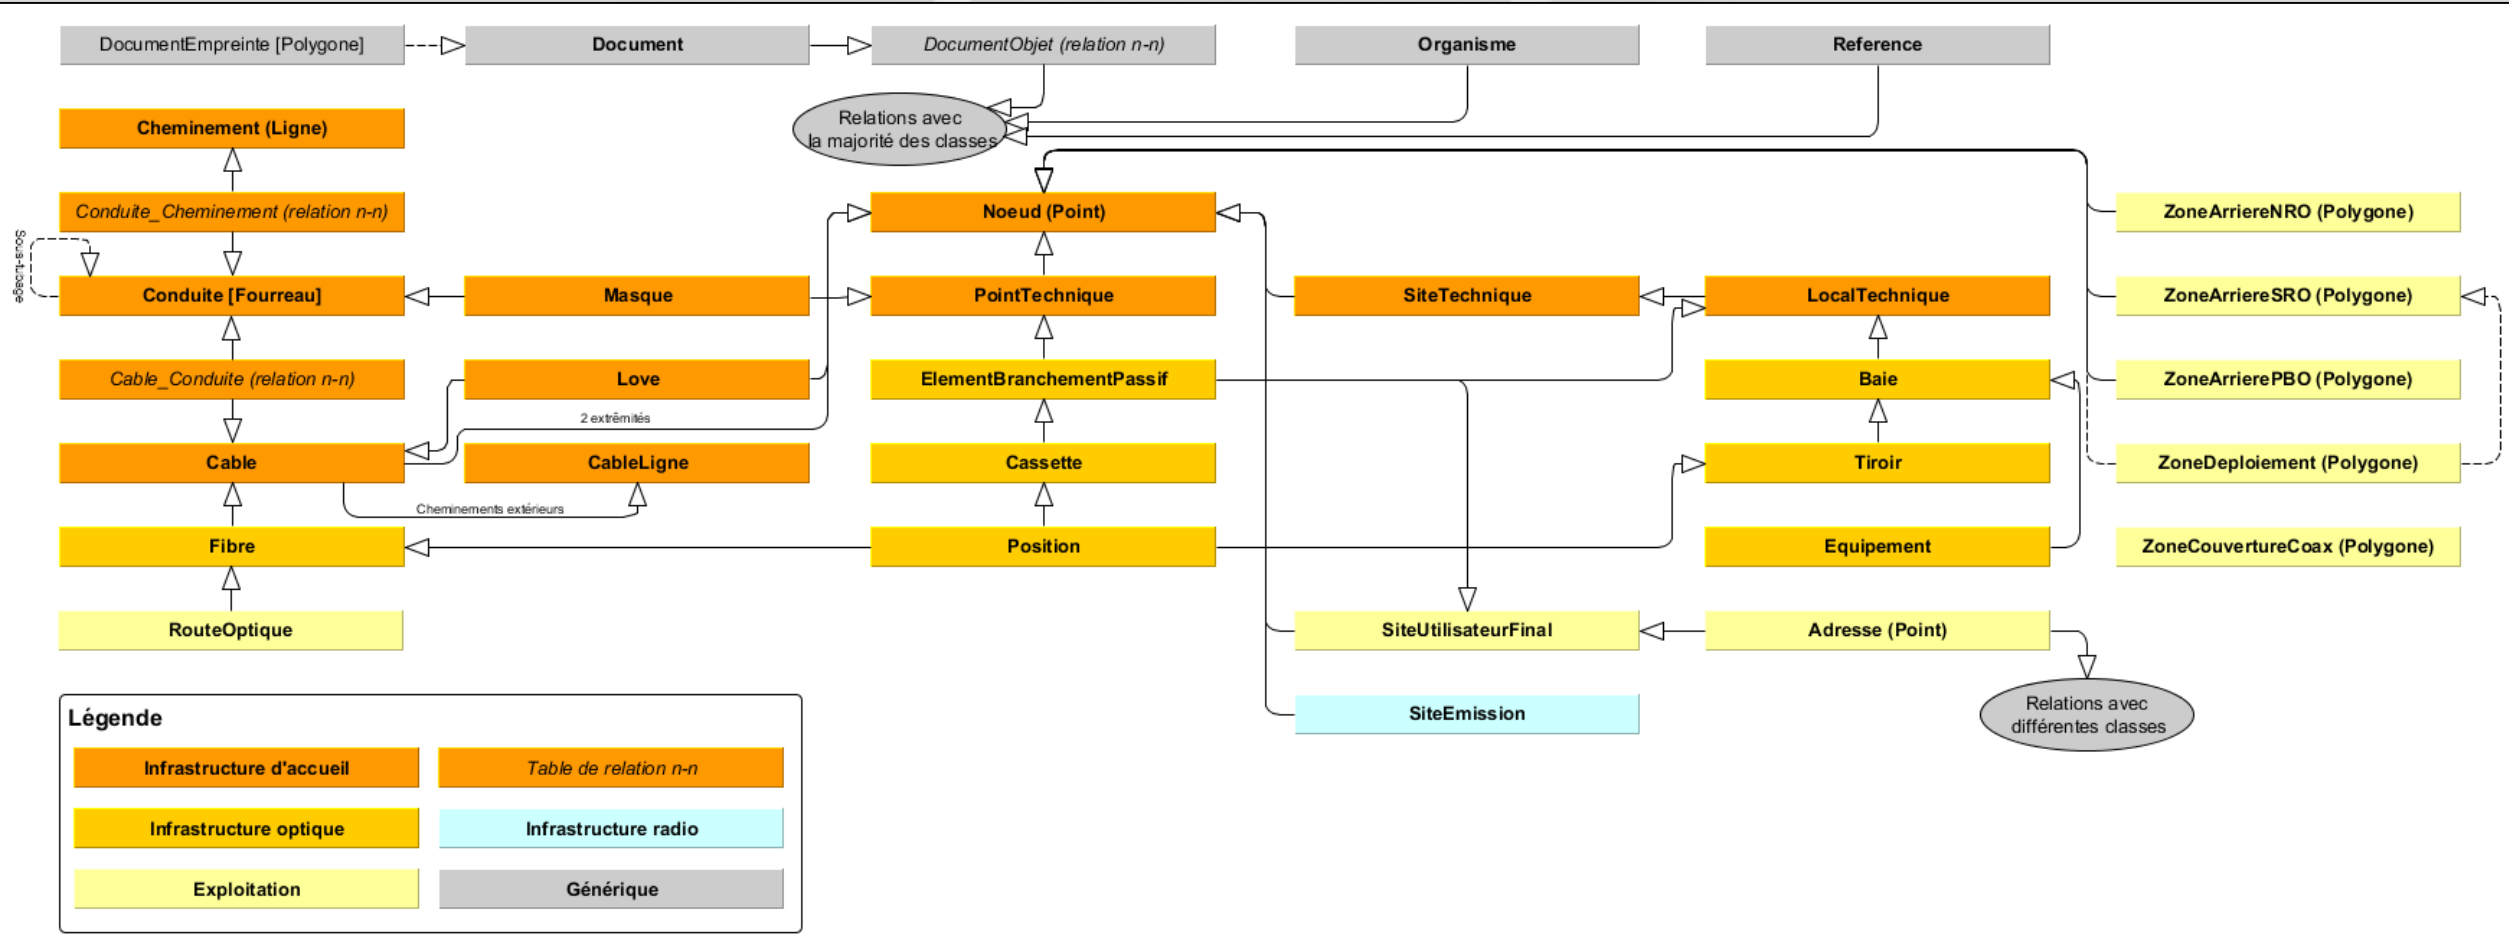 DocumentEmpreinte [Polygone]
Document
DocumentObjet (relation n-n)
Organisme
Reference
Relations avec
la majorité des classes
Cheminement (Ligne)
Conduite_Cheminement (relation n-n)
Noeud (Point)
ZoneArriereNRO (Polygone)
Sous-tubage
Conduite [Fourreau]
Masque
PointTechnique
SiteTechnique
LocalTechnique
ZoneArriereSRO (Polygone)
Cable_Conduite (relation n-n)
Love
ElementBranchementPassif
Baie
ZoneArrierePBO (Polygone)
2 extrêmités
Cable
CableLigne
Cassette
Tiroir
ZoneDeploiement (Polygone)
Cheminements extérieurs
Fibre
Position
Equipement
ZoneCouvertureCoax (Polygone)
RouteOptique
SiteUtilisateurFinal
Adresse (Point)
SiteEmission
Relations avec
différentes classes
Légende
Infrastructure d'accueil
Table de relation n-n
Infrastructure optique
Infrastructure radio
Exploitation
Générique